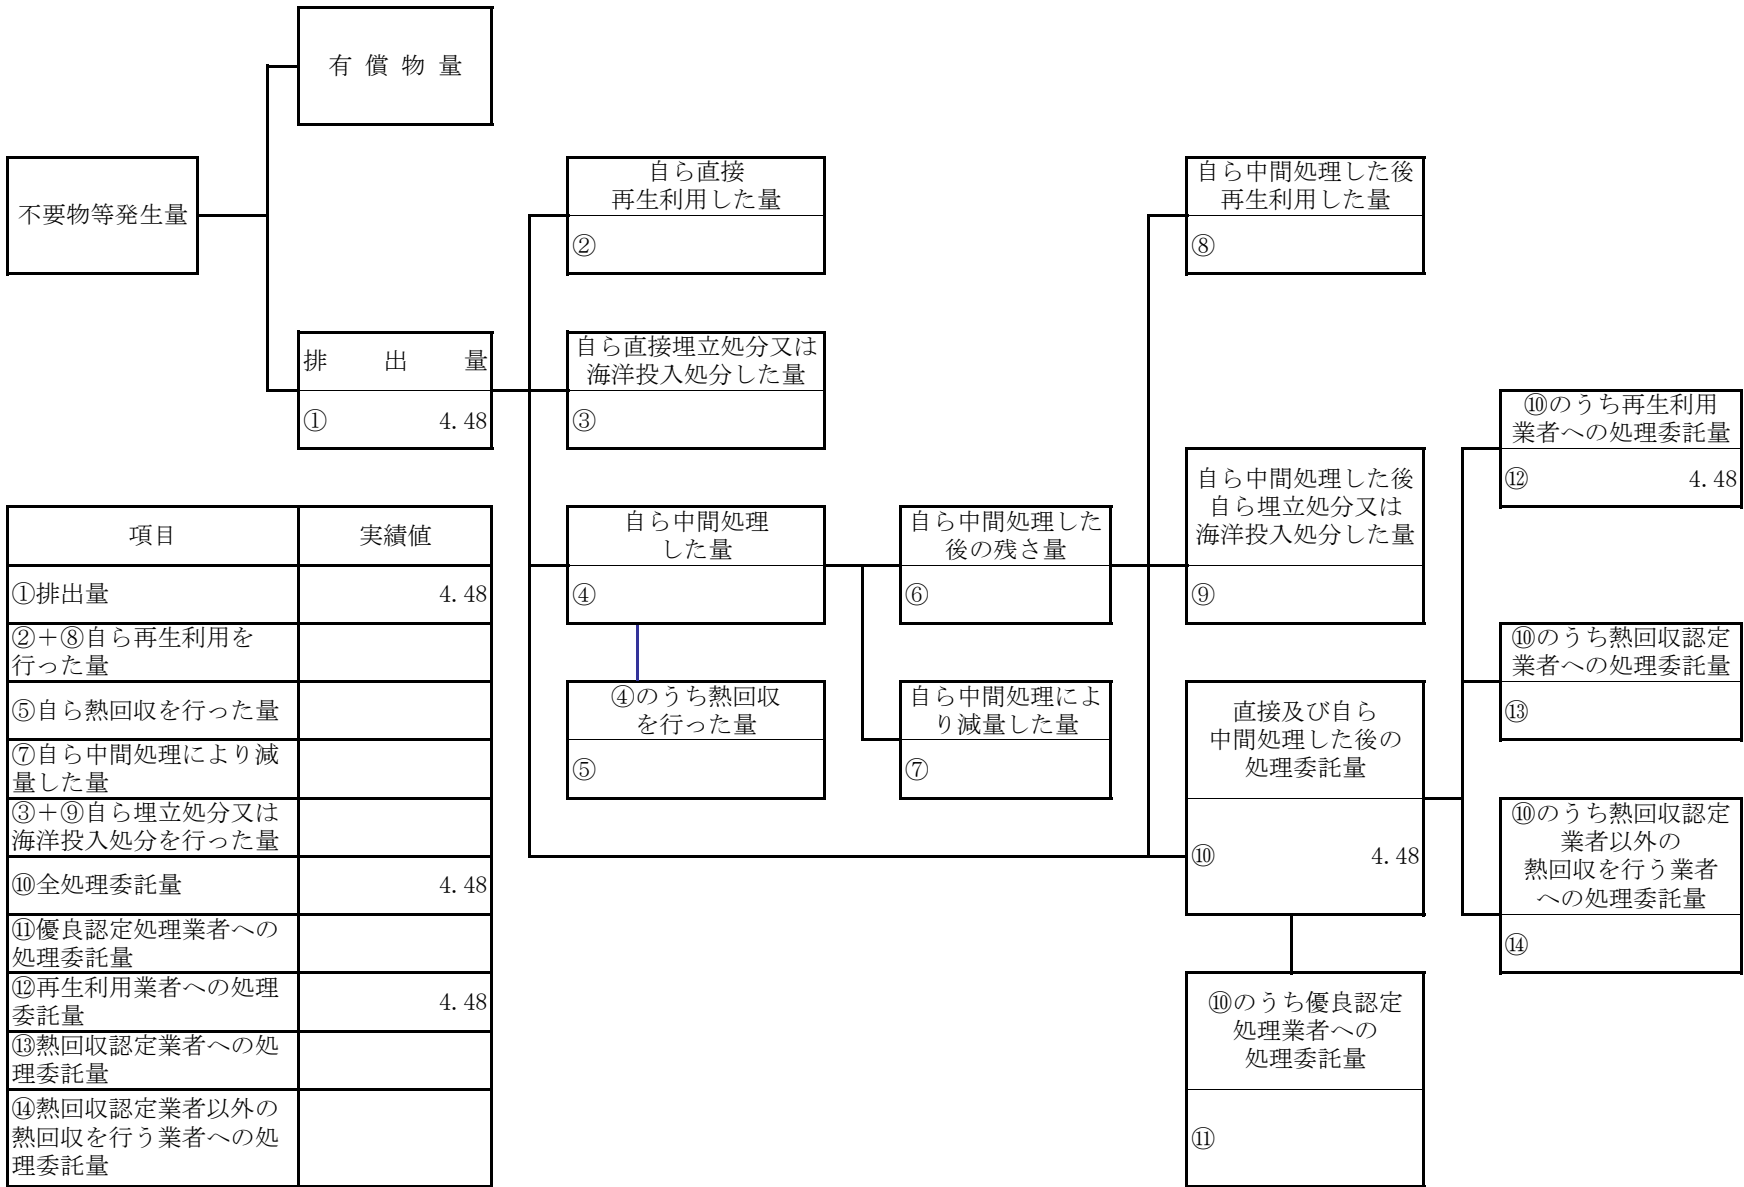 有償物量
不要物等発生量
自ら直接
再生利用した量
②
自ら中間処理した後
再生利用した量
⑧
排出量
① 4.48
自ら直接埋立処分又は
海洋投入処分した量
③
⑩のうち再生利用
業者への処理委託量
⑫ 4.48
自ら中間処理した後
自ら埋立処分又は
海洋投入処分した量
⑨
自ら中間処理
した量
④
自ら中間処理した
後の残さ量
⑥
⑩のうち熱回収認定
業者への処理委託量
⑬
④のうち熱回収
を行った量
⑤
自ら中間処理によ
り減量した量
⑦
直接及び自ら
中間処理した後の
処理委託量
⑩ 4.48
⑩のうち熱回収認定
業者以外の
熱回収を行う業者
への処理委託量
⑭
⑩のうち優良認定
処理業者への
処理委託量
⑪
項目 実績値
①排出量 4.48
②+⑧自ら再生利用を
行った量
⑤自ら熱回収を行った量
⑦自ら中間処理により減
量した量
③+⑨自ら埋立処分又は
海洋投入処分を行った量
⑩全処理委託量 4.48
⑪優良認定処理業者への
処理委託量
⑫再生利用業者への処理
委託量 4.48
⑬熱回収認定業者への処
理委託量
⑭熱回収認定業者以外の
熱回収を行う業者への処
理委託量